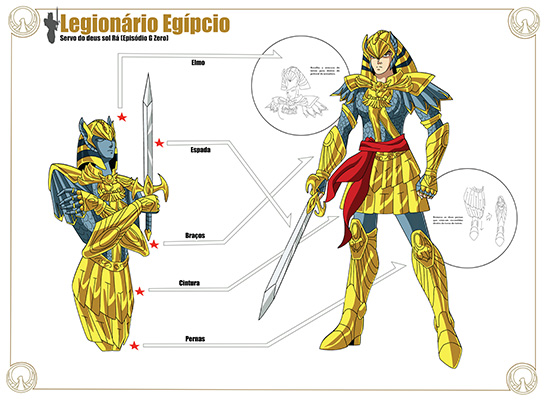 Legionário Egípcio
Servo do deus sol Rá (Episódio G Zero)
Elmo
Espada
Braços
Cintura
Pernas